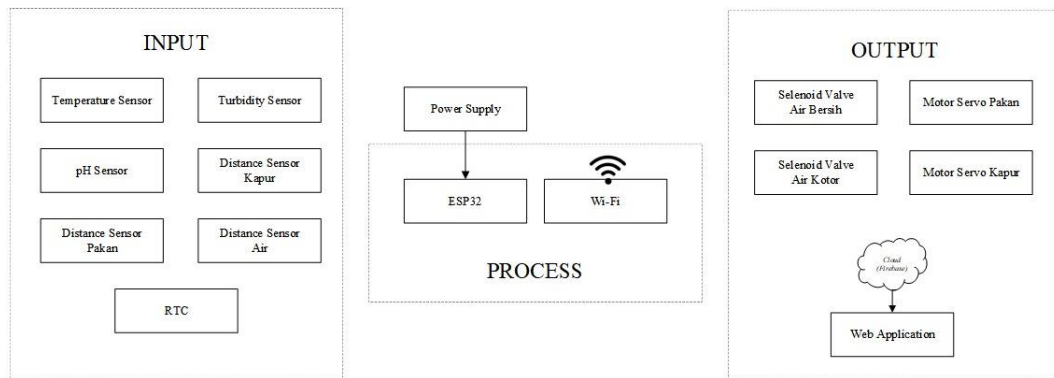 INPUT
Temperature Sensor
Turbidity Sensor
pH Sensor
Distance Sensor
Kapur
Distance Sensor
Pakan
Distance Sensor
Air
RTC
Power Supply
ESP32
Wi-Fi
PROCESS
OUTPUT
Selenoid Valve
Air Bersih
Motor Servo Pakan
Selenoid Valve
Air Kotor
Motor Servo Kapur
Cloud
(Firebase)
Web Application